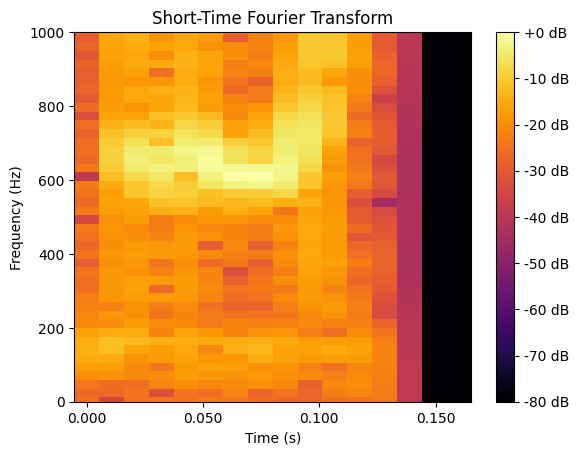 Short-Time Fourier Transform
Frequency (Hz)
1000
800
600
400
200
0
0.000
0.050
0.100
0.150
Time (s)
+0 dB
-10 dB
-20 dB
-30 dB
-40 dB
-50 dB
-60 dB
-70 dB
-80 dB